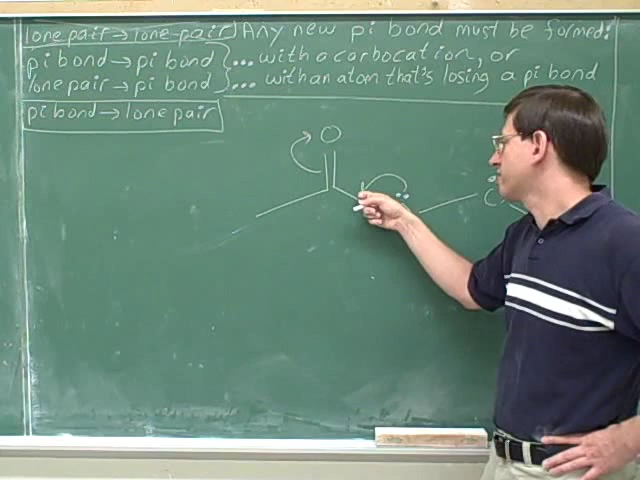 lone pair → lone pair Any new pi bond must be formed:
pi bond → pi bond ... with a carbocation, or
lone pair → pi bond ... with an atom that's losing a pi bond
pi bond → lone pair
O